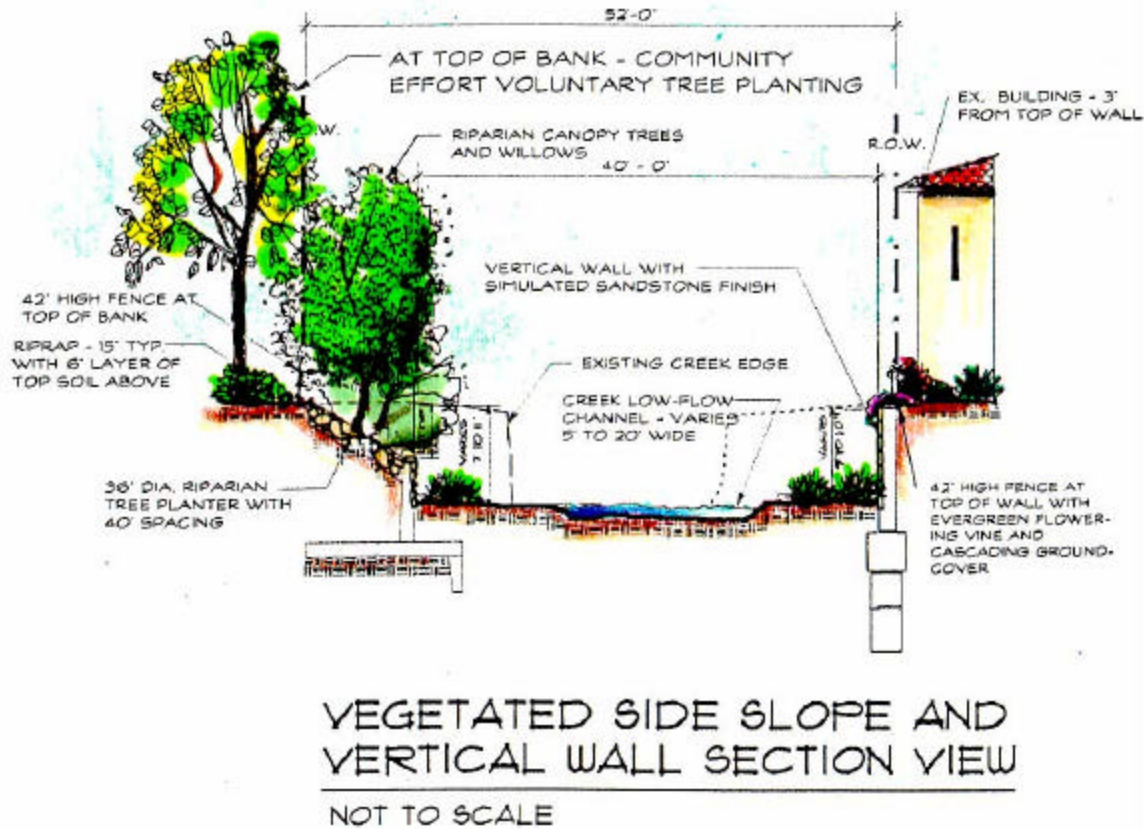 52'-0"
AT TOP OF BANK - COMMUNITY
EFFORT VOLUNTARY TREE PLANTING
EX. BUILDING - 3'
FROM TOP OF WALL
O.W.
RIPARIAN CANOPY TREES
AND WILLOWS
R.O.W.
40'-0"
VERTICAL WALL WITH
SIMULATED SANDSTONE FINISH
42" HIGH FENCE AT
TOP OF BANK
RIPRAP - 15" TYP.
WITH 6" LAYER OF
TOP SOIL ABOVE
EXISTING CREEK EDGE
CREEK LOW-FLOW
CHANNEL - VARIES
5' TO 20' WIDE
VARIES
36" DIA. RIPARIAN
TREE PLANTER WITH
40' SPACING
42" HIGH FENCE AT
TOP OF WALL WITH
EVERGREEN FLOWER-
ING VINE AND
CASCADING GROUND-
COVER
VEGETATED SIDE SLOPE AND
VERTICAL WALL SECTION VIEW
NOT TO SCALE